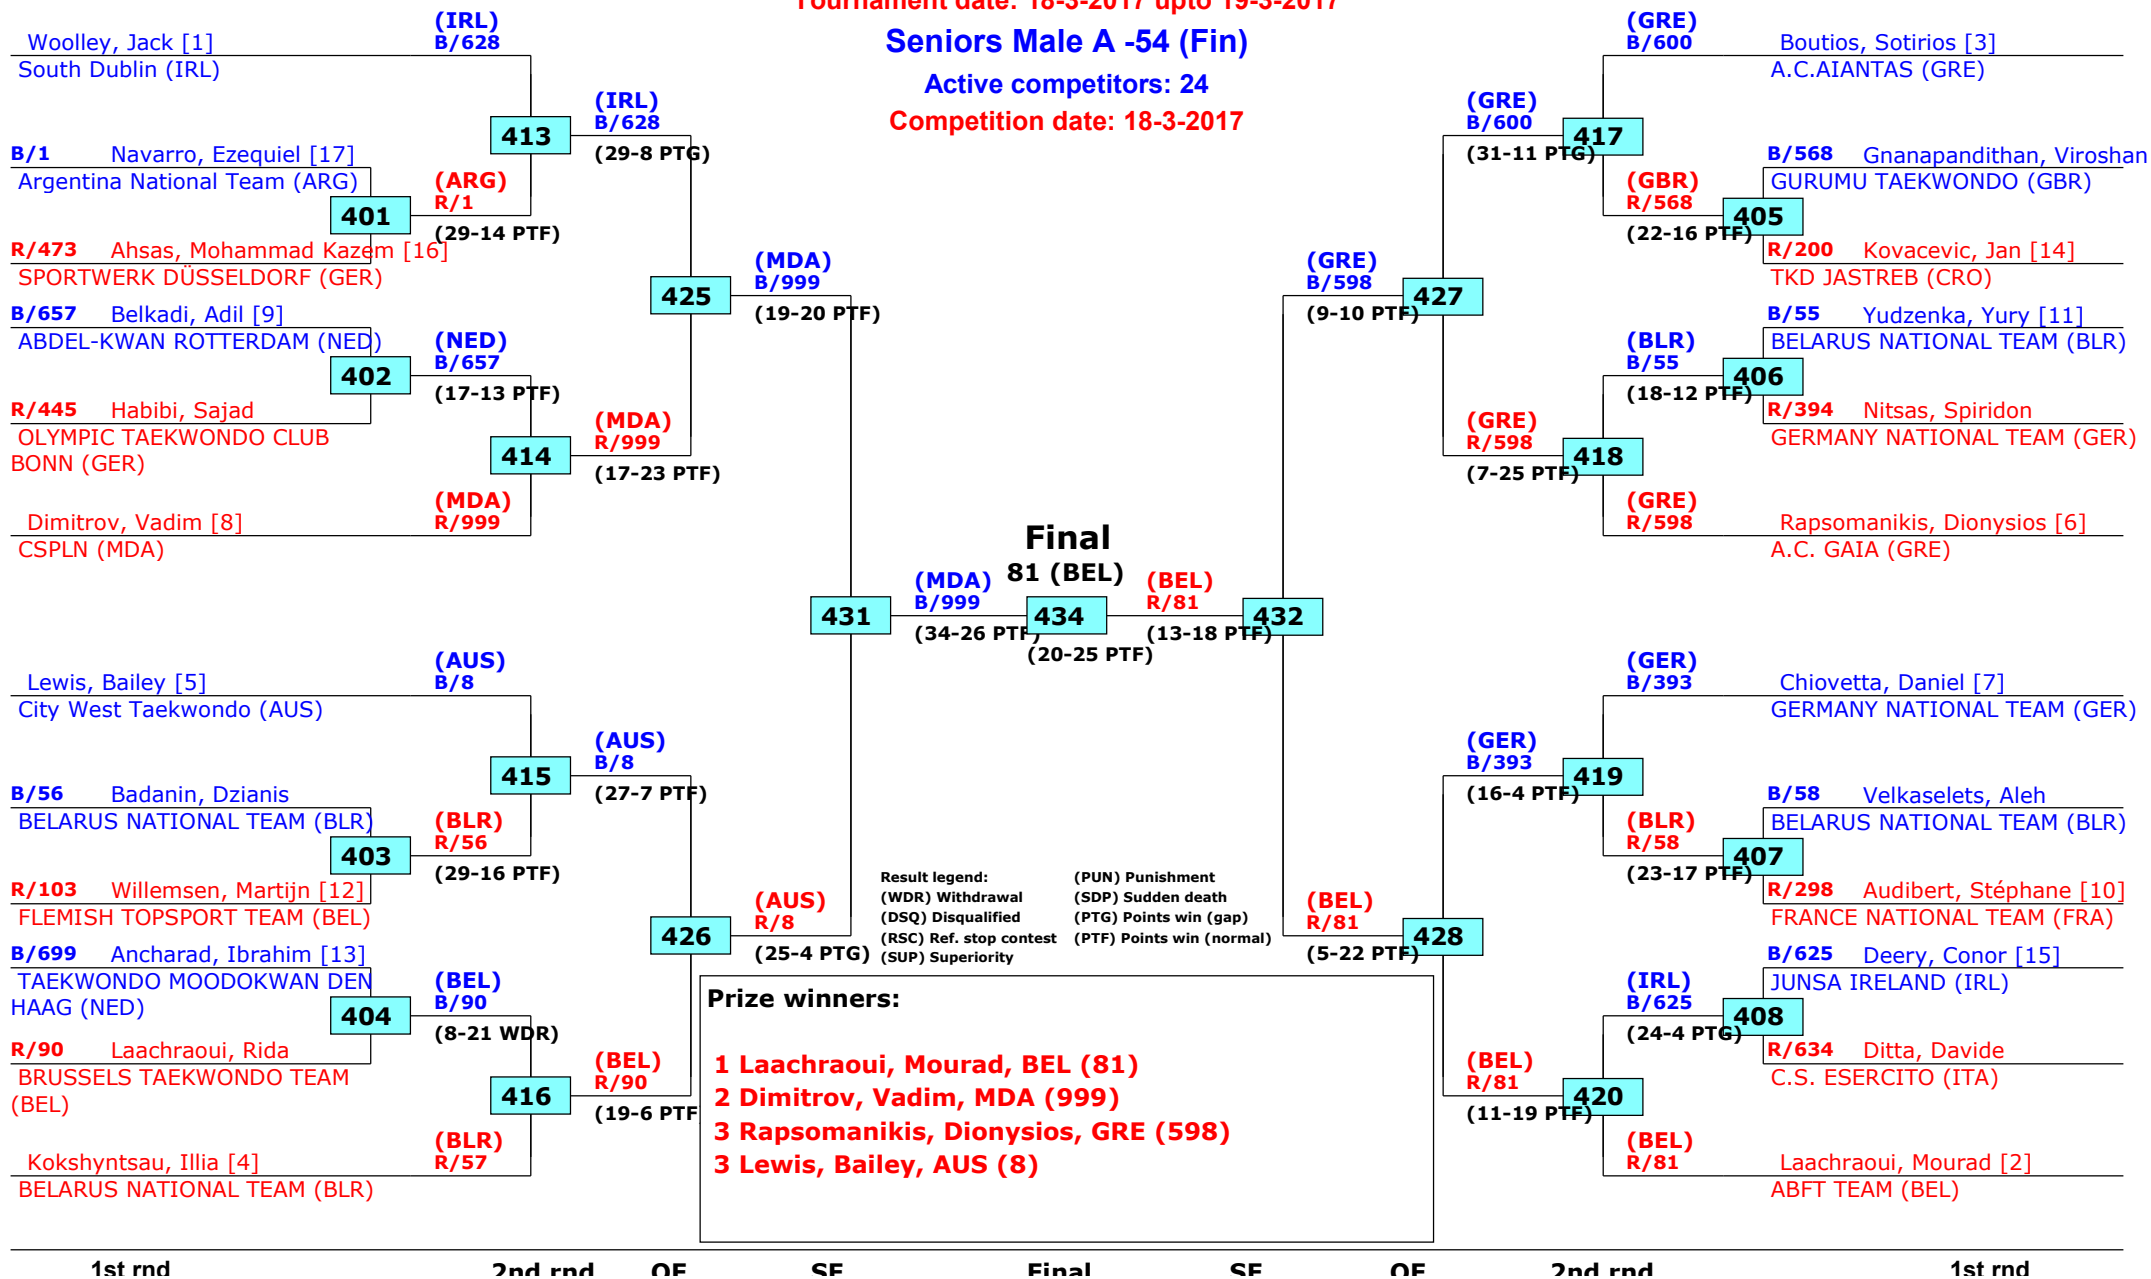 Tournament date: 18-3-2017 upto 19-3-2017
Seniors Male A -54 (Fin)
Active competitors: 24
Competition date: 18-3-2017
Woolley, Jack [1]
South Dublin (IRL)
(IRL)
B/628
B/1 Navarro, Ezequiel [17]
Argentina National Team (ARG)
401
R/473 Ahsas, Mohammad Kazem [16]
SPORTWERK DÜSSELDORF (GER)
(ARG)
R/1
(29-14 PTF)
413
(IRL)
B/628
(29-8 PTG)
B/657 Belkadi, Adil [9]
ABDEL-KWAN ROTTERDAM (NED)
402
R/445 Habibi, Sajad
OLYMPIC TAEKWONDO CLUB
BONN (GER)
(NED)
B/657
(17-13 PTF)
414
Dimitrov, Vadim [8]
CSPLN (MDA)
(MDA)
R/999
(MDA)
R/999
(17-23 PTF)
425
(MDA)
B/999
(19-20 PTF)
Lewis, Bailey [5]
City West Taekwondo (AUS)
(AUS)
B/8
B/56 Badanin, Dzianis
BELARUS NATIONAL TEAM (BLR)
403
R/103 Willemsen, Martijn [12]
FLEMISH TOPSPORT TEAM (BEL)
(BLR)
R/56
(29-16 PTF)
415
(AUS)
B/8
(27-7 PTF)
B/699 Ancharad, Ibrahim [13]
TAEKWONDO MOODOKWAN DEN
HAAG (NED)
404
R/90 Laachraoui, Rida
BRUSSELS TAEKWONDO TEAM
(BEL)
(BEL)
B/90
(8-21 WDR)
416
Kokshyntsau, Illia [4]
BELARUS NATIONAL TEAM (BLR)
(BLR)
R/57
(BEL)
R/90
(19-6 PTF
426
(AUS)
R/8
(25-4 PTG)
431
(MDA)
B/999
(34-26 PTF)
Final
81 (BEL)
434
(20-25 PTF)
(BEL)
R/81
(13-18 PTF)
432
(GRE)
B/598
(9-10 PTF)
427
(GRE)
B/600
(31-11 PTG)
417
(GRE)
B/600
Boutios, Sotirios [3]
A.C.AIANTAS (GRE)
B/568 Gnanapandithan, Viroshan
GURUMU TAEKWONDO (GBR)
(GBR)
R/568
(22-16 PTF)
405
R/200 Kovacevic, Jan [14]
TKD JASTREB (CRO)
B/55 Yudzenka, Yury [11]
BELARUS NATIONAL TEAM (BLR)
(BLR)
B/55
(18-12 PTF)
406
R/394 Nitsas, Spiridon
GERMANY NATIONAL TEAM (GER)
(GRE)
R/598
(7-25 PTF)
418
(GRE)
R/598
Rapsomanikis, Dionysios [6]
A.C. GAIA (GRE)
(GER)
B/393
Chiovetta, Daniel [7]
GERMANY NATIONAL TEAM (GER)
(GER)
B/393
(16-4 PTF)
419
B/58 Velkaselets, Aleh
BELARUS NATIONAL TEAM (BLR)
(BLR)
R/58
(23-17 PTF)
407
R/298 Audibert, Stéphane [10]
FRANCE NATIONAL TEAM (FRA)
(BEL)
R/81
(5-22 PTF)
428
B/625 Deery, Conor [15]
JUNSA IRELAND (IRL)
(IRL)
B/625
(24-4 PTG)
408
R/634 Ditta, Davide
C.S. ESERCITO (ITA)
(BEL)
R/81
(11-19 PTF)
420
(BEL)
R/81
Laachraoui, Mourad [2]
ABFT TEAM (BEL)
Result legend: (PUN) Punishment
(WDR) Withdrawal (SDP) Sudden death
(DSQ) Disqualified (PTG) Points win (gap)
(RSC) Ref. stop contest (PTF) Points win (normal)
(SUP) Superiority
Prize winners:
1 Laachraoui, Mourad, BEL (81)
2 Dimitrov, Vadim, MDA (999)
3 Rapsomanikis, Dionysios, GRE (598)
3 Lewis, Bailey, AUS (8)
1st rnd 2nd rnd QF SF Final SF QF 2nd rnd 1st rnd